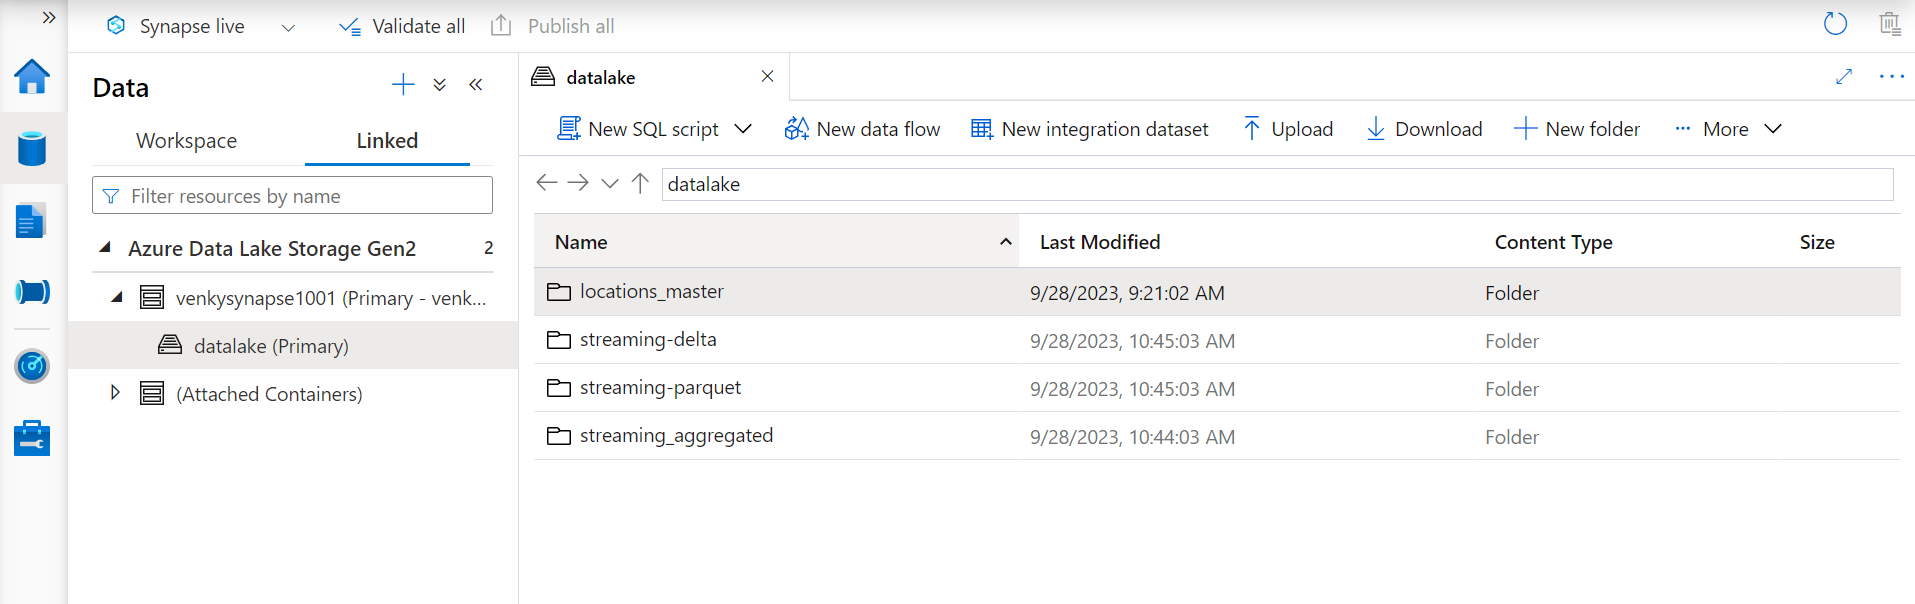 Synapse live
Validate all
Publish all
Data
Workspace
Linked
Filter resources by name
Azure Data Lake Storage Gen2 2
venkysynapse1001 (Primary - venk...
datalake (Primary)
(Attached Containers)
datalake
New SQL script
New data flow
New integration dataset
Upload
Download
New folder
More
datalake
Name Last Modified Content Type Size
locations_master 9/28/2023, 9:21:02 AM Folder
streaming-delta 9/28/2023, 10:45:03 AM Folder
streaming-parquet 9/28/2023, 10:45:03 AM Folder
streaming_aggregated 9/28/2023, 10:44:03 AM Folder